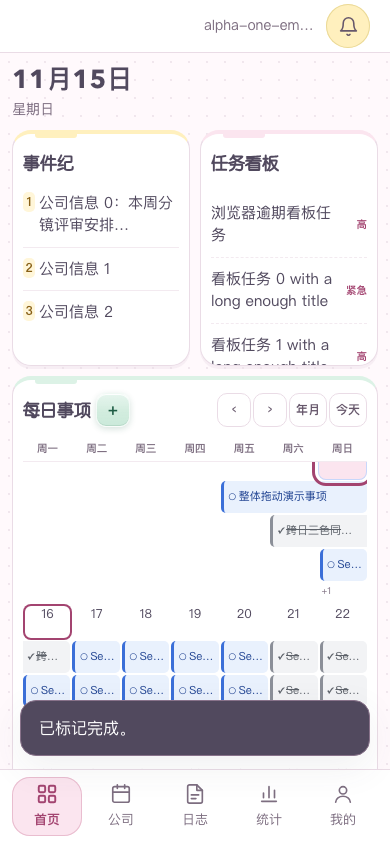 alpha-one-em...
11月15日
星期日
事件纪
1 公司信息 0：本周分
镜评审安排...
2 公司信息 1
3 公司信息 2
任务看板
浏览器逾期看板任
务
高
看板任务 0 with a
long enough title
紧急
看板任务 1 with a
long enough title
高
每日事项 +
‹ › 年月 今天
周一 周二 周三 周四 周五 周六 周日
○ 整体拖动演示事项
✓跨日三色同...
○ Se...
+1
16 17 18 19 20 21 22
✓跨... ○ Se... ○ Se... ○ Se... ○ Se... ✓Se... ✓Se...
○ Se... ○ Se... ○ Se... ○ Se... ○ Se... ✓Se... ✓Se...
已标记完成。
首页 公司 日志 统计 我的